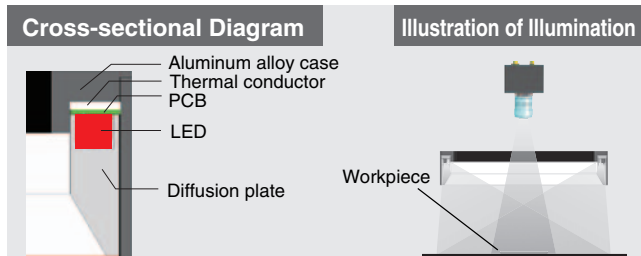 Cross-sectional Diagram
Aluminum alloy case
Thermal conductor
PCB
LED
Diffusion plate
Illustration of Illumination
Workpiece